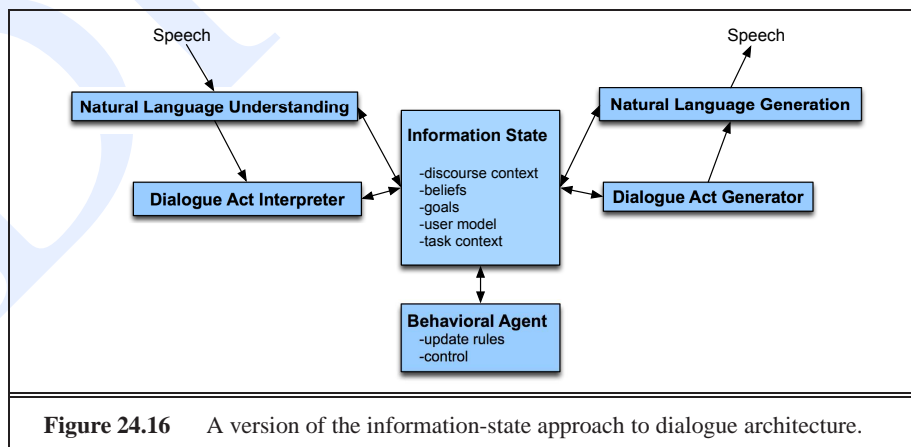 Speech
Speech
Natural Language Understanding
Natural Language Generation
Information State
-discourse context
-beliefs
-goals
-user model
-task context
Dialogue Act Interpreter
Dialogue Act Generator
Behavioral Agent
-update rules
-control
Figure 24.16 A version of the information-state approach to dialogue architecture.